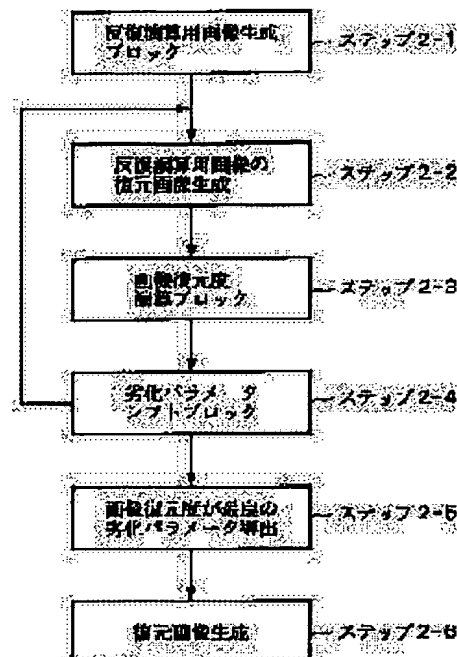 反復演算用画像生成
ブロック
ステップ2-1
反復演算用画像の
復元画像生成
ステップ2-2
画像復元度
演算ブロック
ステップ2-3
劣化パラメータ
シフトブロック
ステップ2-4
画像復元度が最良の
劣化パラメータ導出
ステップ2-5
復元画像生成
ステップ2-6